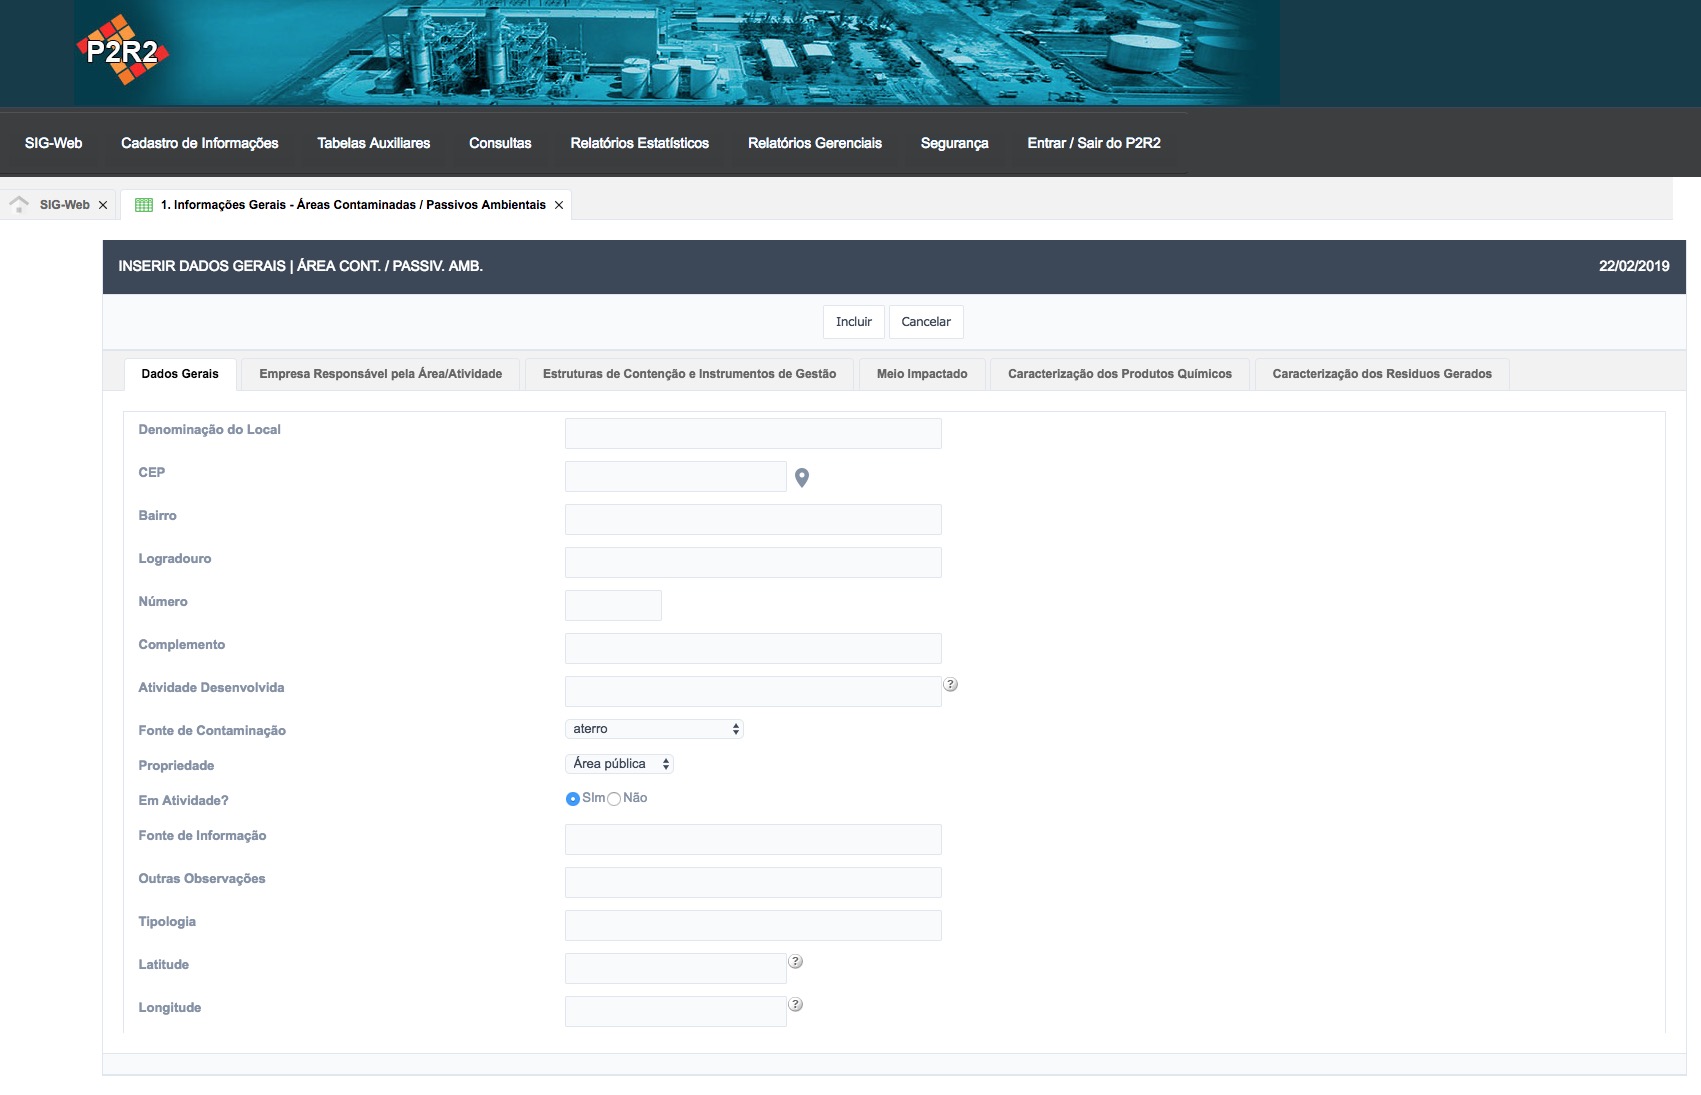 P2R2
SIG-Web Cadastro de Informações Tabelas Auxiliares Consultas Relatórios Estatísticos Relatórios Gerenciais Segurança Entrar / Sair do P2R2
SIG-Web 1. Informações Gerais - Áreas Contaminadas / Passivos Ambientais
INSERIR DADOS GERAIS | ÁREA CONT. / PASSIV. AMB. 22/02/2019
Incluir Cancelar
Dados Gerais Empresa Responsável pela Área/Atividade Estruturas de Contenção e Instrumentos de Gestão Meio Impactado Caracterização dos Produtos Químicos Caracterização dos Residuos Gerados
Denominação do Local
CEP
Bairro
Logradouro
Número
Complemento
Atividade Desenvolvida ?
Fonte de Contaminação aterro
Propriedade Área pública
Em Atividade? SIm Não
Fonte de Informação
Outras Observações
Tipologia
Latitude ?
Longitude ?